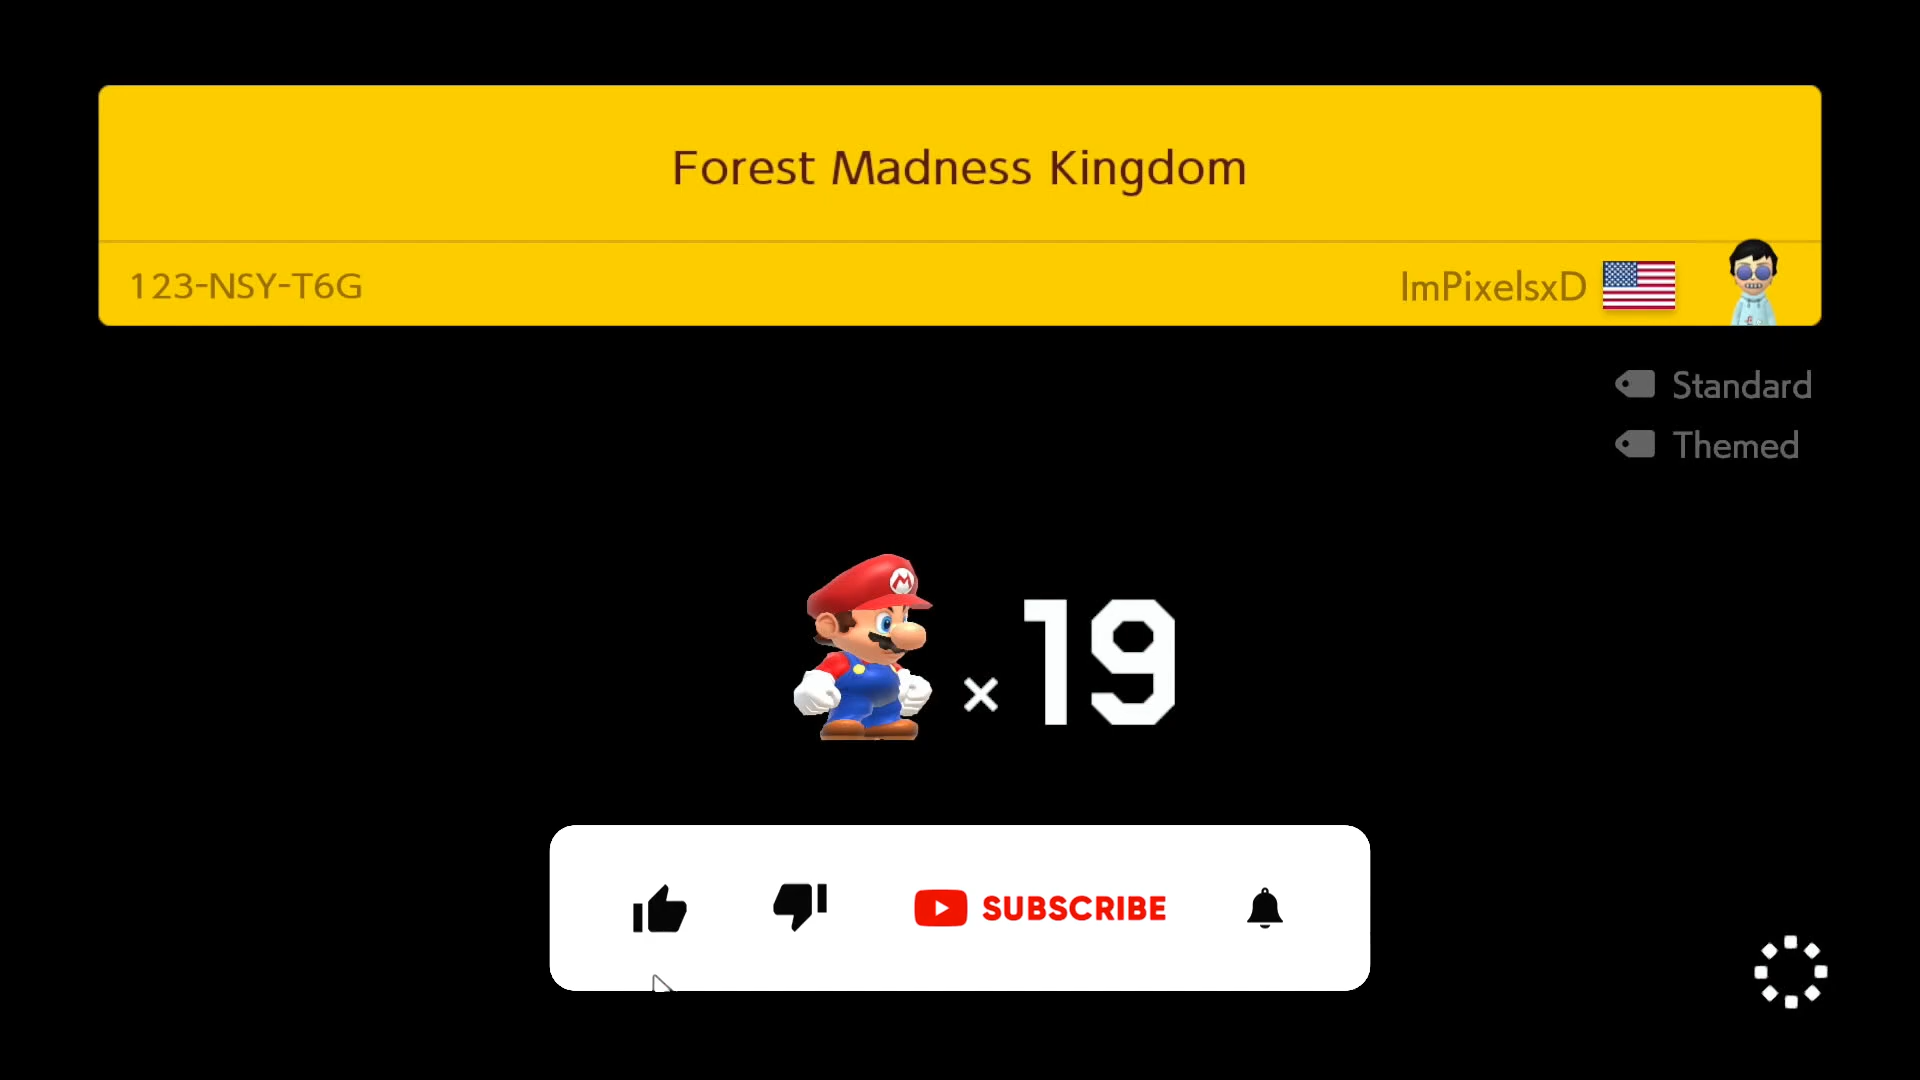 Forest Madness Kingdom
123-NSY-T6G
ImPixelsxD
Standard
Themed
M
× 19
SUBSCRIBE